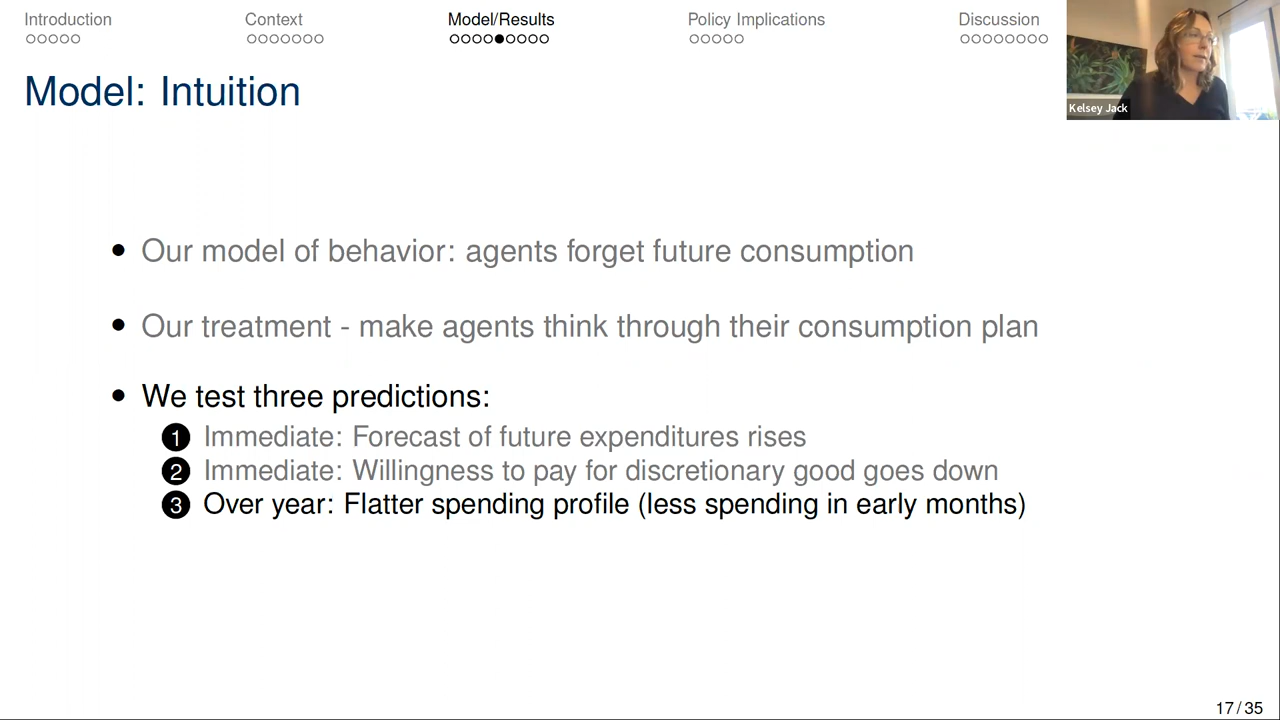 Introduction
Context
Model/Results
Policy Implications
Discussion
Kelsey Jack
Model: Intuition
• Our model of behavior: agents forget future consumption
• Our treatment - make agents think through their consumption plan
• We test three predictions:
1 Immediate: Forecast of future expenditures rises
2 Immediate: Willingness to pay for discretionary good goes down
3 Over year: Flatter spending profile (less spending in early months)
17 / 35